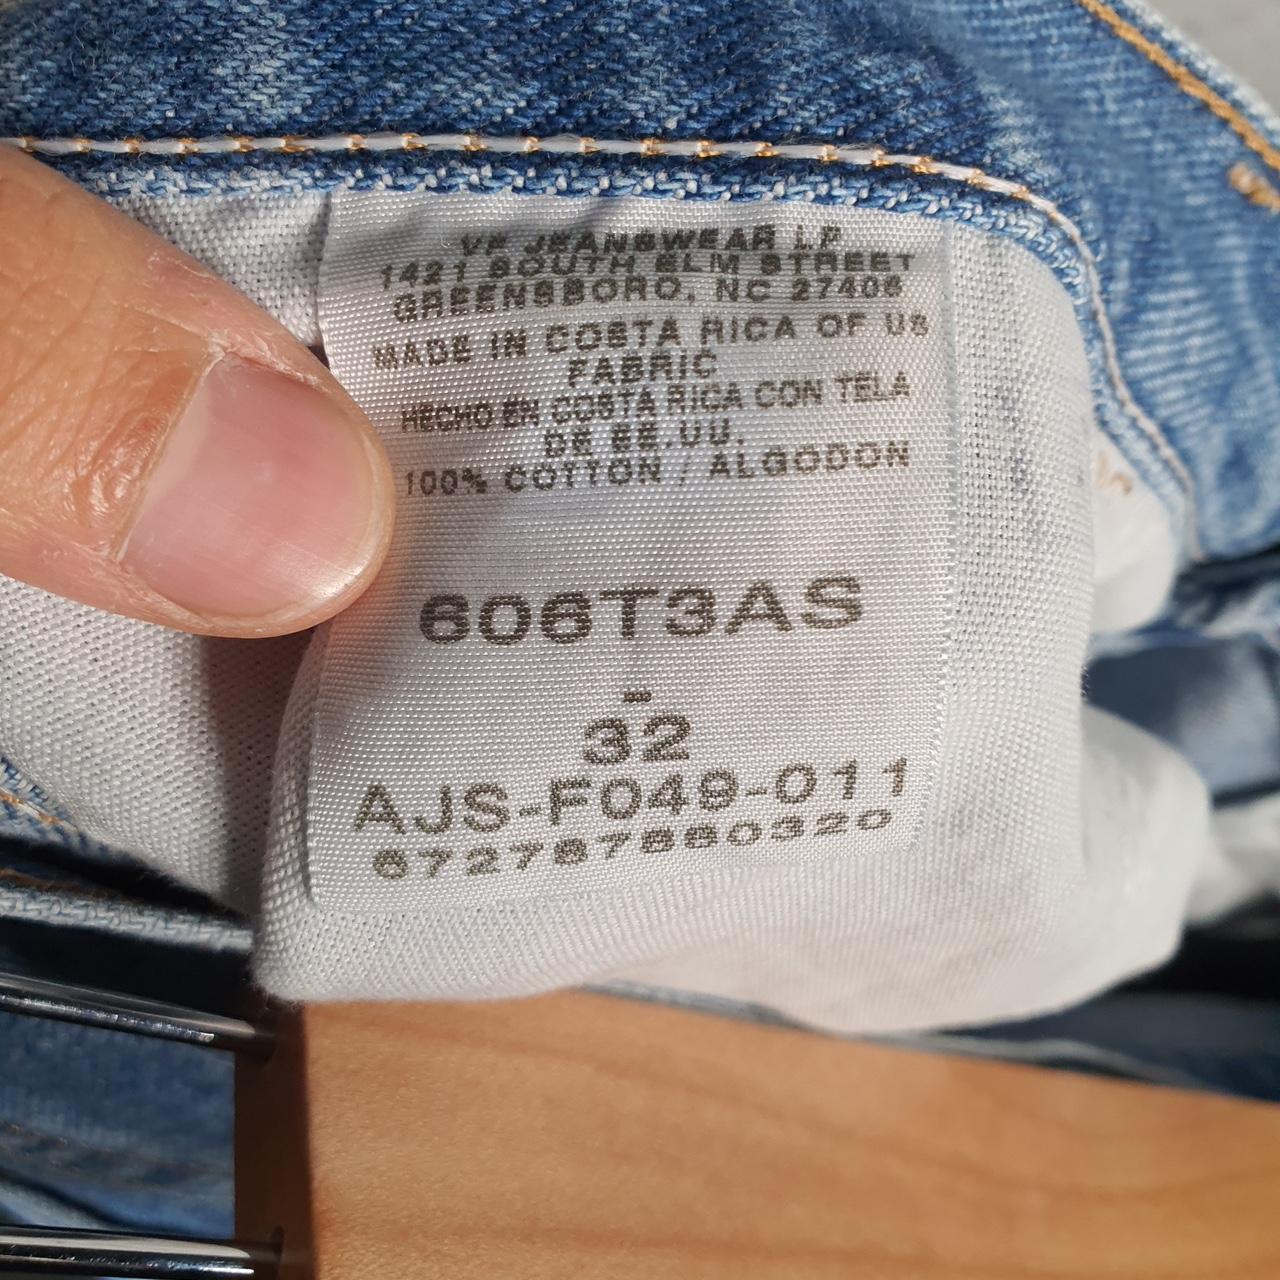 VF JEANSWEAR LP
1421 SOUTH ELM STREET
GREENSBORO, NC 27406
MADE IN COSTA RICA OF US
FABRIC
HECHO EN COSTA RICA CON TELA
DE EE.UU.
100% COTTON / ALGODON
606T3AS
-
32
AJS-F049-011
672787880320